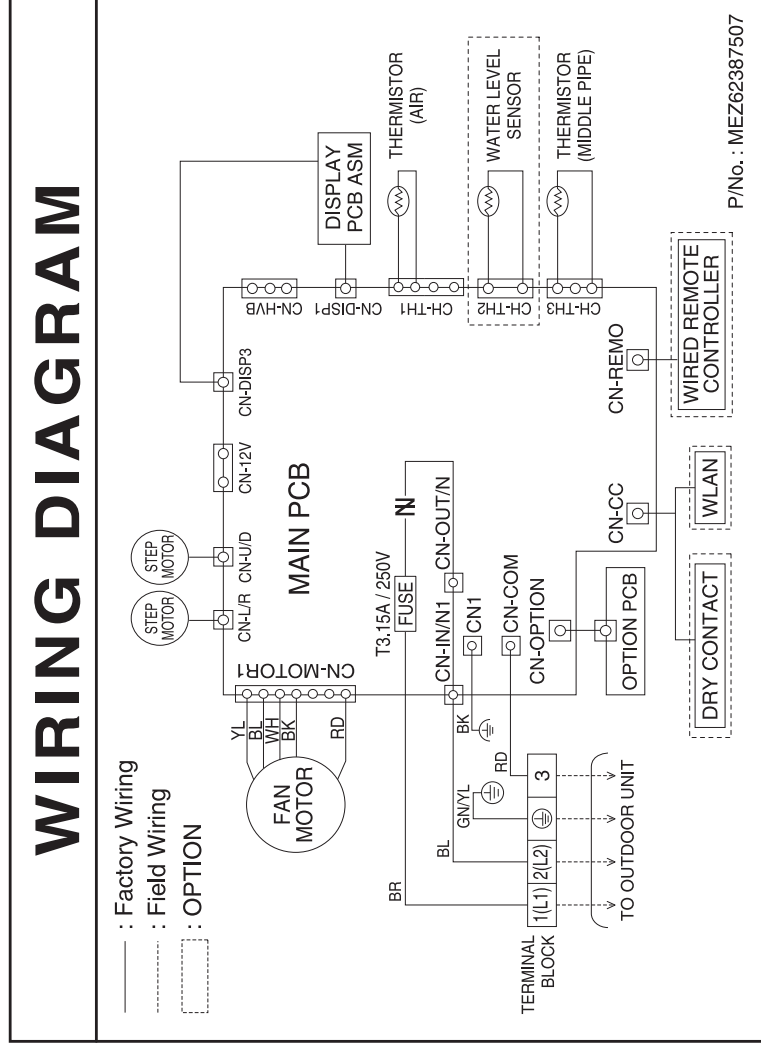 WIRING DIAGRAM
: Factory Wiring
: Field Wiring
: OPTION
STEP
MOTOR
STEP
MOTOR
CN-L/R
CN-U/D
CN-12V
CN-DISP3
CN-HVB
CN-DISP1
CH-TH1
CH-TH2
CH-TH3
DISPLAY
PCB ASM
THERMISTOR
(AIR)
WATER LEVEL
SENSOR
THERMISTOR
(MIDDLE PIPE)
FAN
MOTOR
YL
BL
WH
BK
RD
CN-MOTOR1
MAIN PCB
T3.15A / 250V
FUSE
CN-IN/N1
CN-OUT/N
CN1
CN-COM
CN-OPTION
OPTION PCB
CN-CC
CN-REMO
WIRED REMOTE
CONTROLLER
WLAN
DRY CONTACT
BR
BL
GN/YL
BK
RD
TERMINAL
BLOCK
1(L1)
2(L2)
3
TO OUTDOOR UNIT
P/No. : MEZ62387507